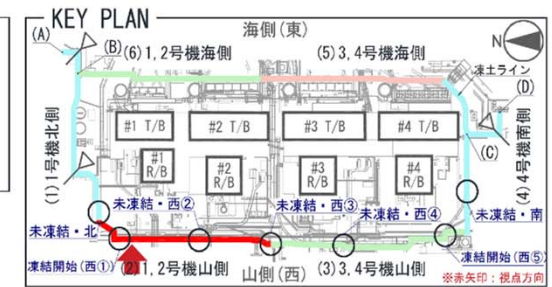 KEY PLAN
海側(東)
N
(A)
(B)
(6)1,2号機海側
(5)3,4号機海側
凍土ライン
(D)
#1 T/B
#2 T/B
#3 T/B
#4 T/B
(C)
(1)1号機北側
(4)4号機南側
#1
R/B
#2
R/B
#3
R/B
#4
R/B
未凍結・西②
未凍結・西③
未凍結・西④
未凍結・南
未凍結・北
凍結開始(西①)
(2)1,2号機山側
山側(西)
(3)3,4号機山側
未凍結(西⑤)
※赤矢印:視点方向